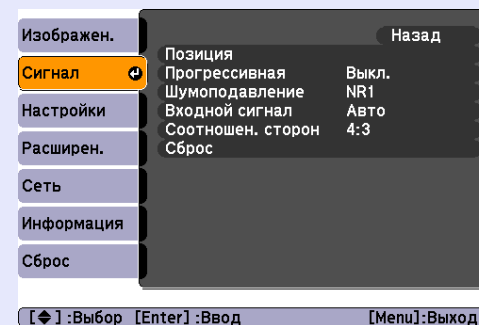 Изображен.
Сигнал
Настройки
Расширен.
Сеть
Информация
Сброс
Назад
Позиция
Прогрессивная Выкл.
Шумоподавление NR1
Входной сигнал Авто
Соотношен. сторон 4:3
Сброс
[◆] :Выбор [Enter] :Ввод [Menu]:Выход